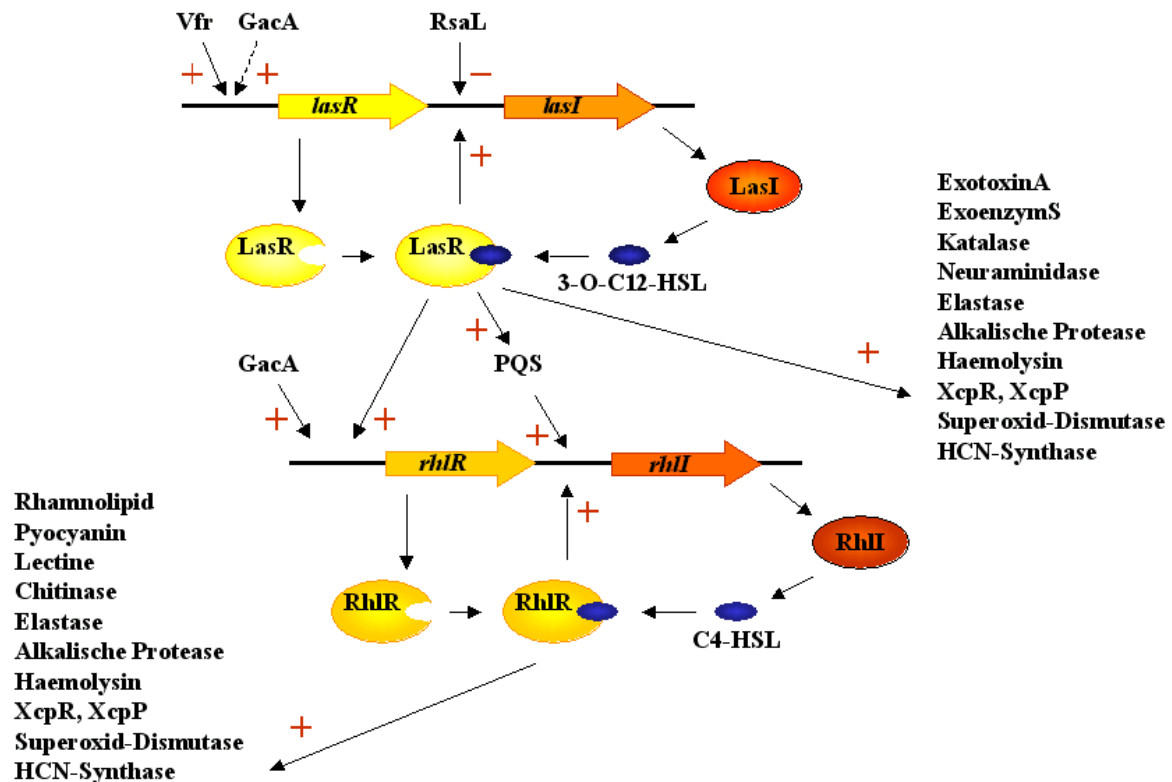 Vfr GacA RsaL
+ + −
lasR lasI
+
LasI
LasR LasR
3-O-C12-HSL
ExotoxinA
ExoenzymS
Katalase
Neuraminidase
Elastase
Alkalische Protease
Haemolysin
XcpR, XcpP
Superoxid-Dismutase
HCN-Synthase
+ +
GacA PQS
+ + +
rhlR rhlI
+
RhlI
RhlR RhlR
C4-HSL
Rhamnolipid
Pyocyanin
Lectine
Chitinase
Elastase
Alkalische Protease
Haemolysin
XcpR, XcpP
Superoxid-Dismutase
HCN-Synthase
+